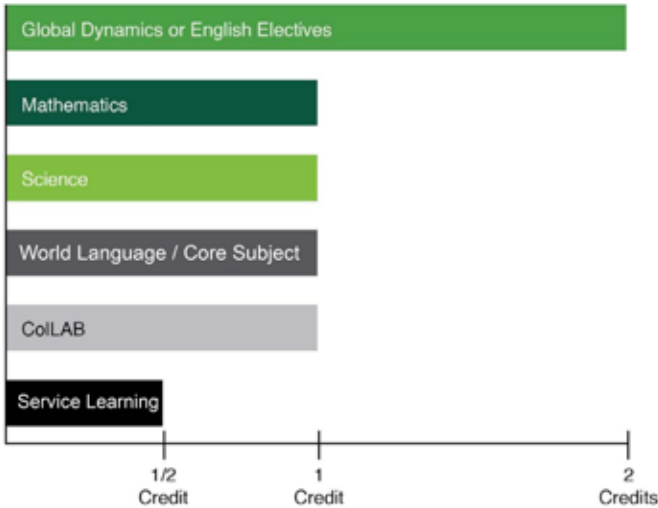 Global Dynamics or English Electives
Mathematics
Science
World Language / Core Subject
ColLAB
Service Learning
1/2 1 2
Credit Credit Credits